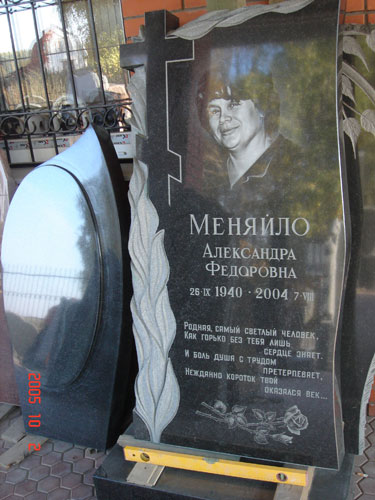 МЕНЯЙЛО
АЛЕКСАНДРА
ФЕДОРОВНА
26·IX 1940 · 2004 7·VIII
Родная, самый светлый человек,
Как горько без тебя лишь
сердце знает,
И боль душа с трудом
претерпевает,
Нежданно короток твой
оказался век...
2005 10 2